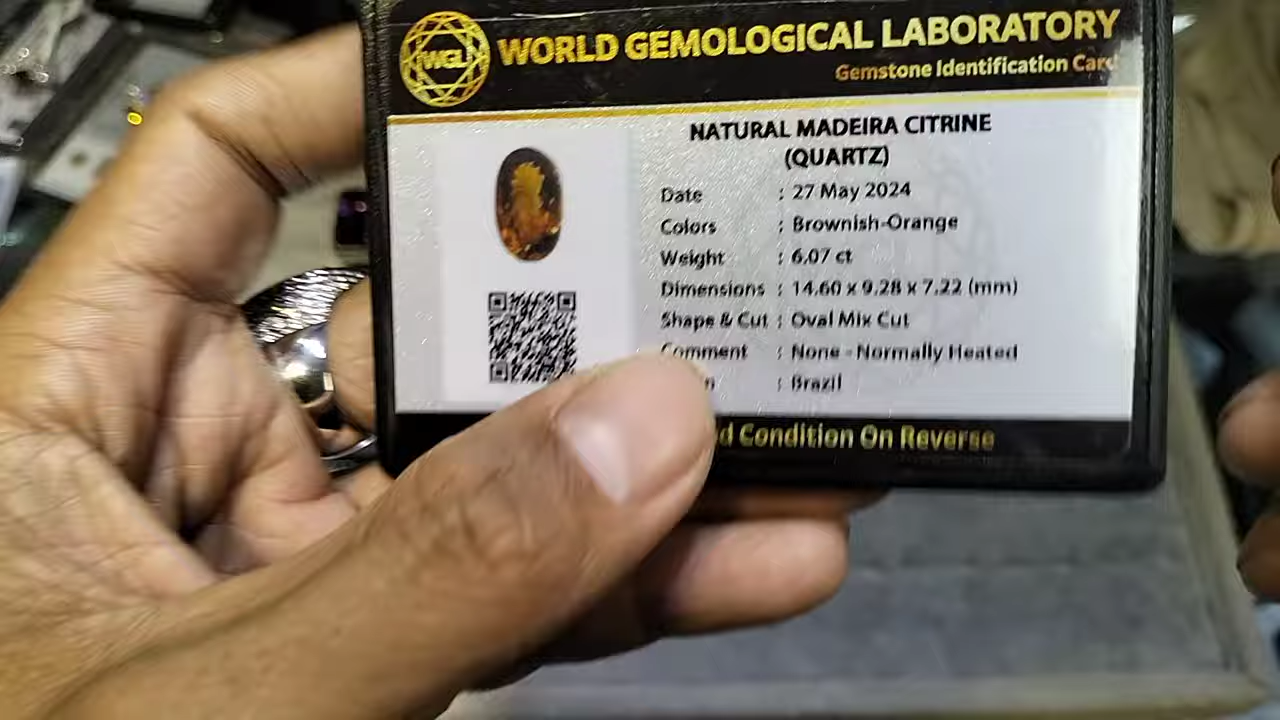 WGL
WORLD GEMOLOGICAL LABORATORY
Gemstone Identification Card
NATURAL MADEIRA CITRINE
(QUARTZ)
Date : 27 May 2024
Colors : Brownish-Orange
Weight : 6.07 ct
Dimensions : 14.60 x 9.28 x 7.22 (mm)
Shape & Cut : Oval Mix Cut
Comment : None - Normally Heated
: Brazil
Condition On Reverse